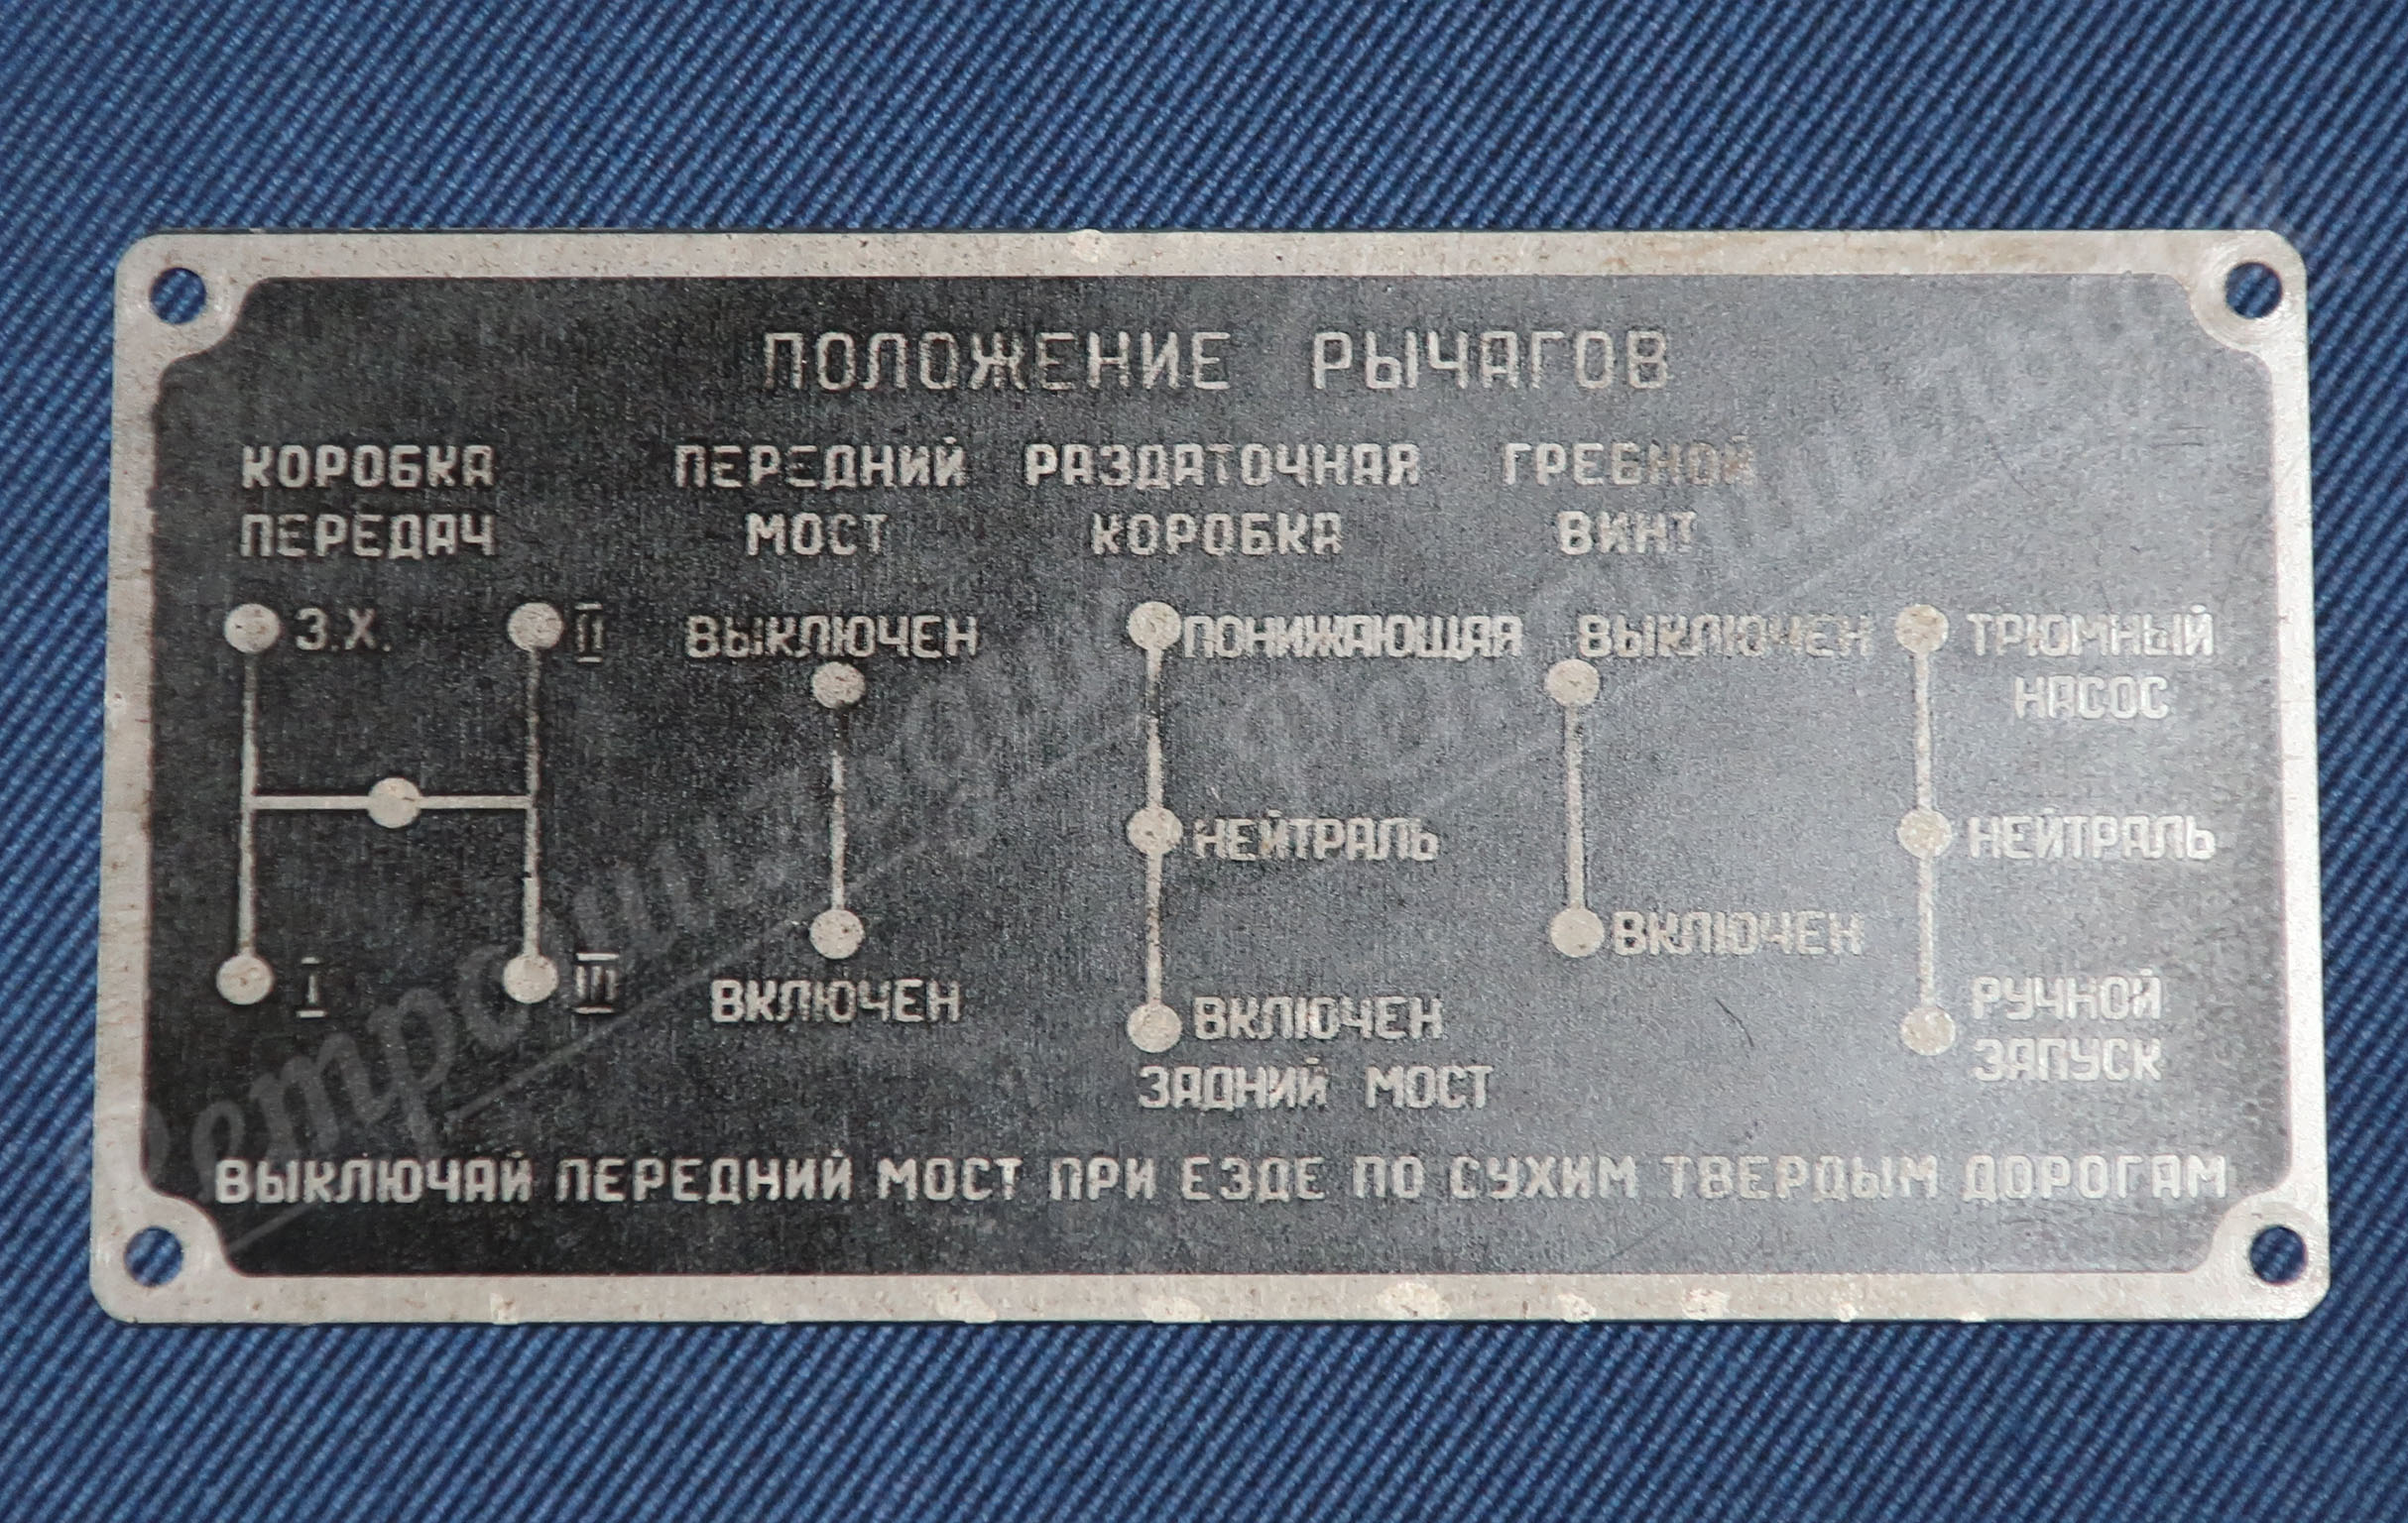 ПОЛОЖЕНИЕ РЫЧАГОВ
КОРОБКА ПЕРЕДНИЙ РАЗДАТОЧНАЯ ГРЕБНОЙ
ПЕРЕДАЧ МОСТ КОРОБКА ВИНТ
З.Х. II ВЫКЛЮЧЕН ПОНИЖАЮЩАЯ ВЫКЛЮЧЕН ТРЮМНЫЙ
НАСОС
НЕЙТРАЛЬ НЕЙТРАЛЬ
ВКЛЮЧЕН
I III ВКЛЮЧЕН ВКЛЮЧЕН РУЧНОЙ
ЗАДНИЙ МОСТ ЗАПУСК
ВЫКЛЮЧАЙ ПЕРЕДНИЙ МОСТ ПРИ ЕЗДЕ ПО СУХИМ ТВЕРДЫМ ДОРОГАМ